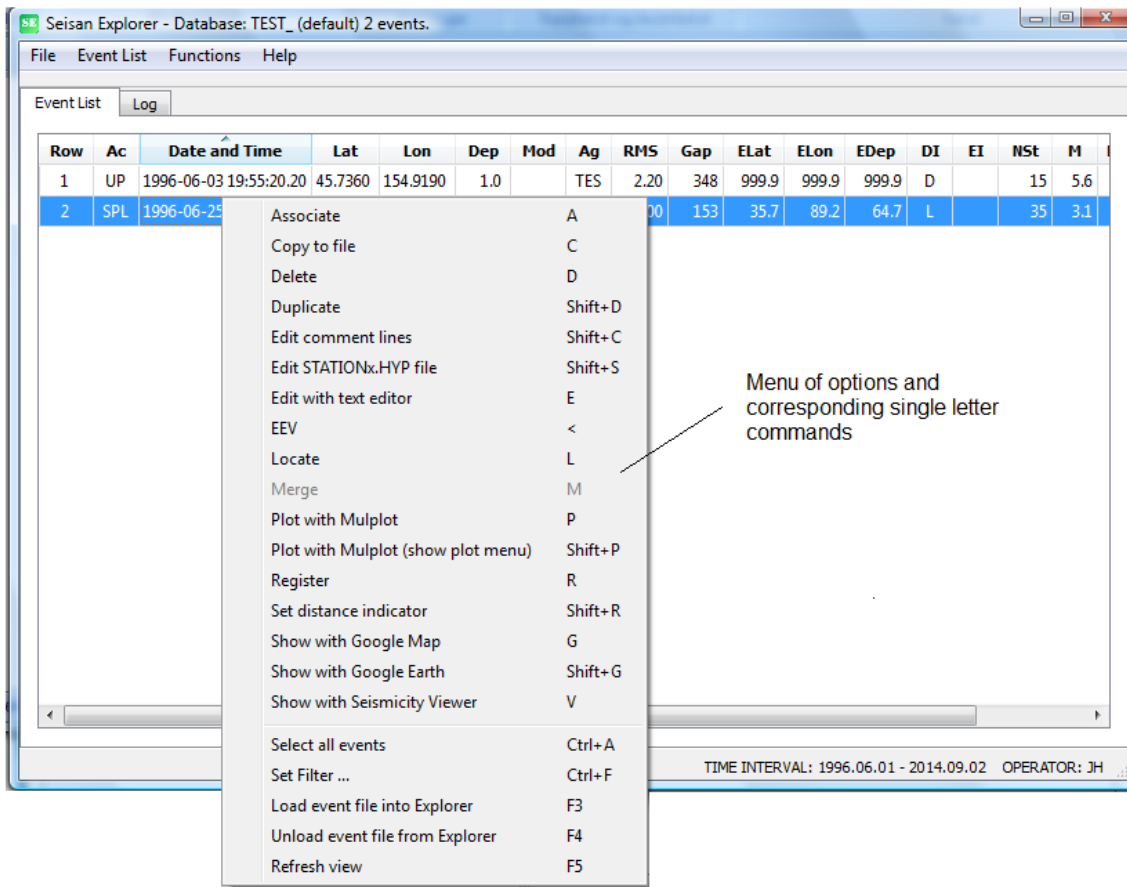 SE Seisan Explorer - Database: TEST_ (default) 2 events.
File Event List Functions Help
Event List Log
Row Ac Date and Time Lat Lon Dep Mod Ag RMS Gap ELat ELon EDep DI EI NSt M
1 UP 1996-06-03 19:55:20.20 45.7360 154.9190 1.0 TES 2.20 348 999.9 999.9 999.9 D 15 5.6
2 SPL 1996-06-25 00 153 35.7 89.2 64.7 L 35 3.1
Associate A
Copy to file C
Delete D
Duplicate Shift+D
Edit comment lines Shift+C
Edit STATIONx.HYP file Shift+S
Edit with text editor E
EEV <
Locate L
Merge M
Plot with Mulplot P
Plot with Mulplot (show plot menu) Shift+P
Register R
Set distance indicator Shift+R
Show with Google Map G
Show with Google Earth Shift+G
Show with Seismicity Viewer V
Select all events Ctrl+A
Set Filter ... Ctrl+F
Load event file into Explorer F3
Unload event file from Explorer F4
Refresh view F5
Menu of options and
corresponding single letter
commands
TIME INTERVAL: 1996.06.01 - 2014.09.02 OPERATOR: JH